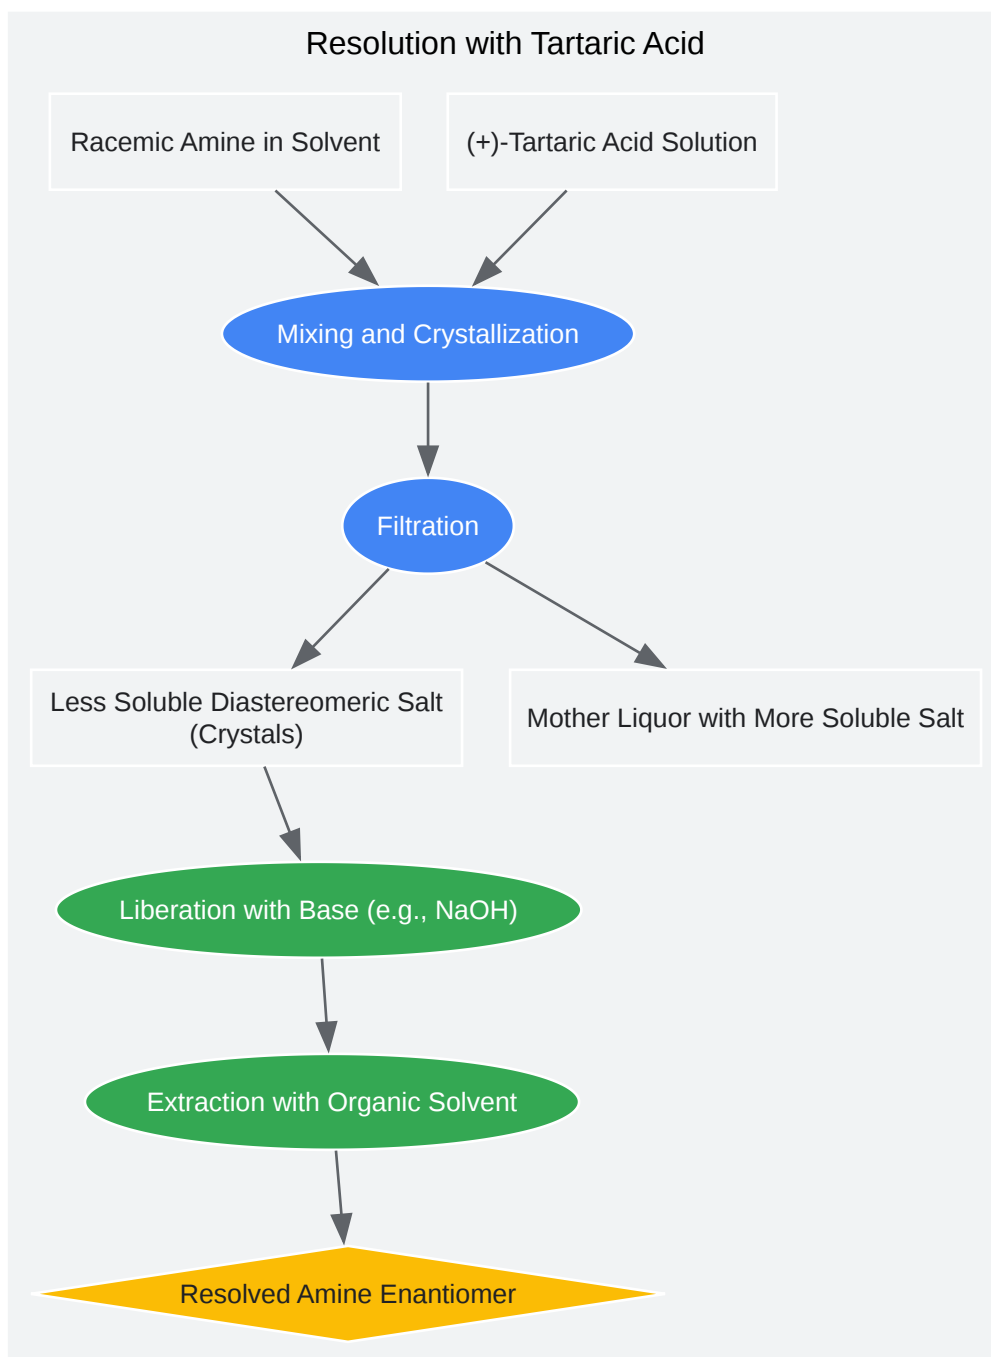 Resolution with Tartaric Acid
Racemic Amine in Solvent
(+)-Tartaric Acid Solution
Mixing and Crystallization
Filtration
Less Soluble Diastereomeric Salt
(Crystals)
Mother Liquor with More Soluble Salt
Liberation with Base (e.g., NaOH)
Extraction with Organic Solvent
Resolved Amine Enantiomer